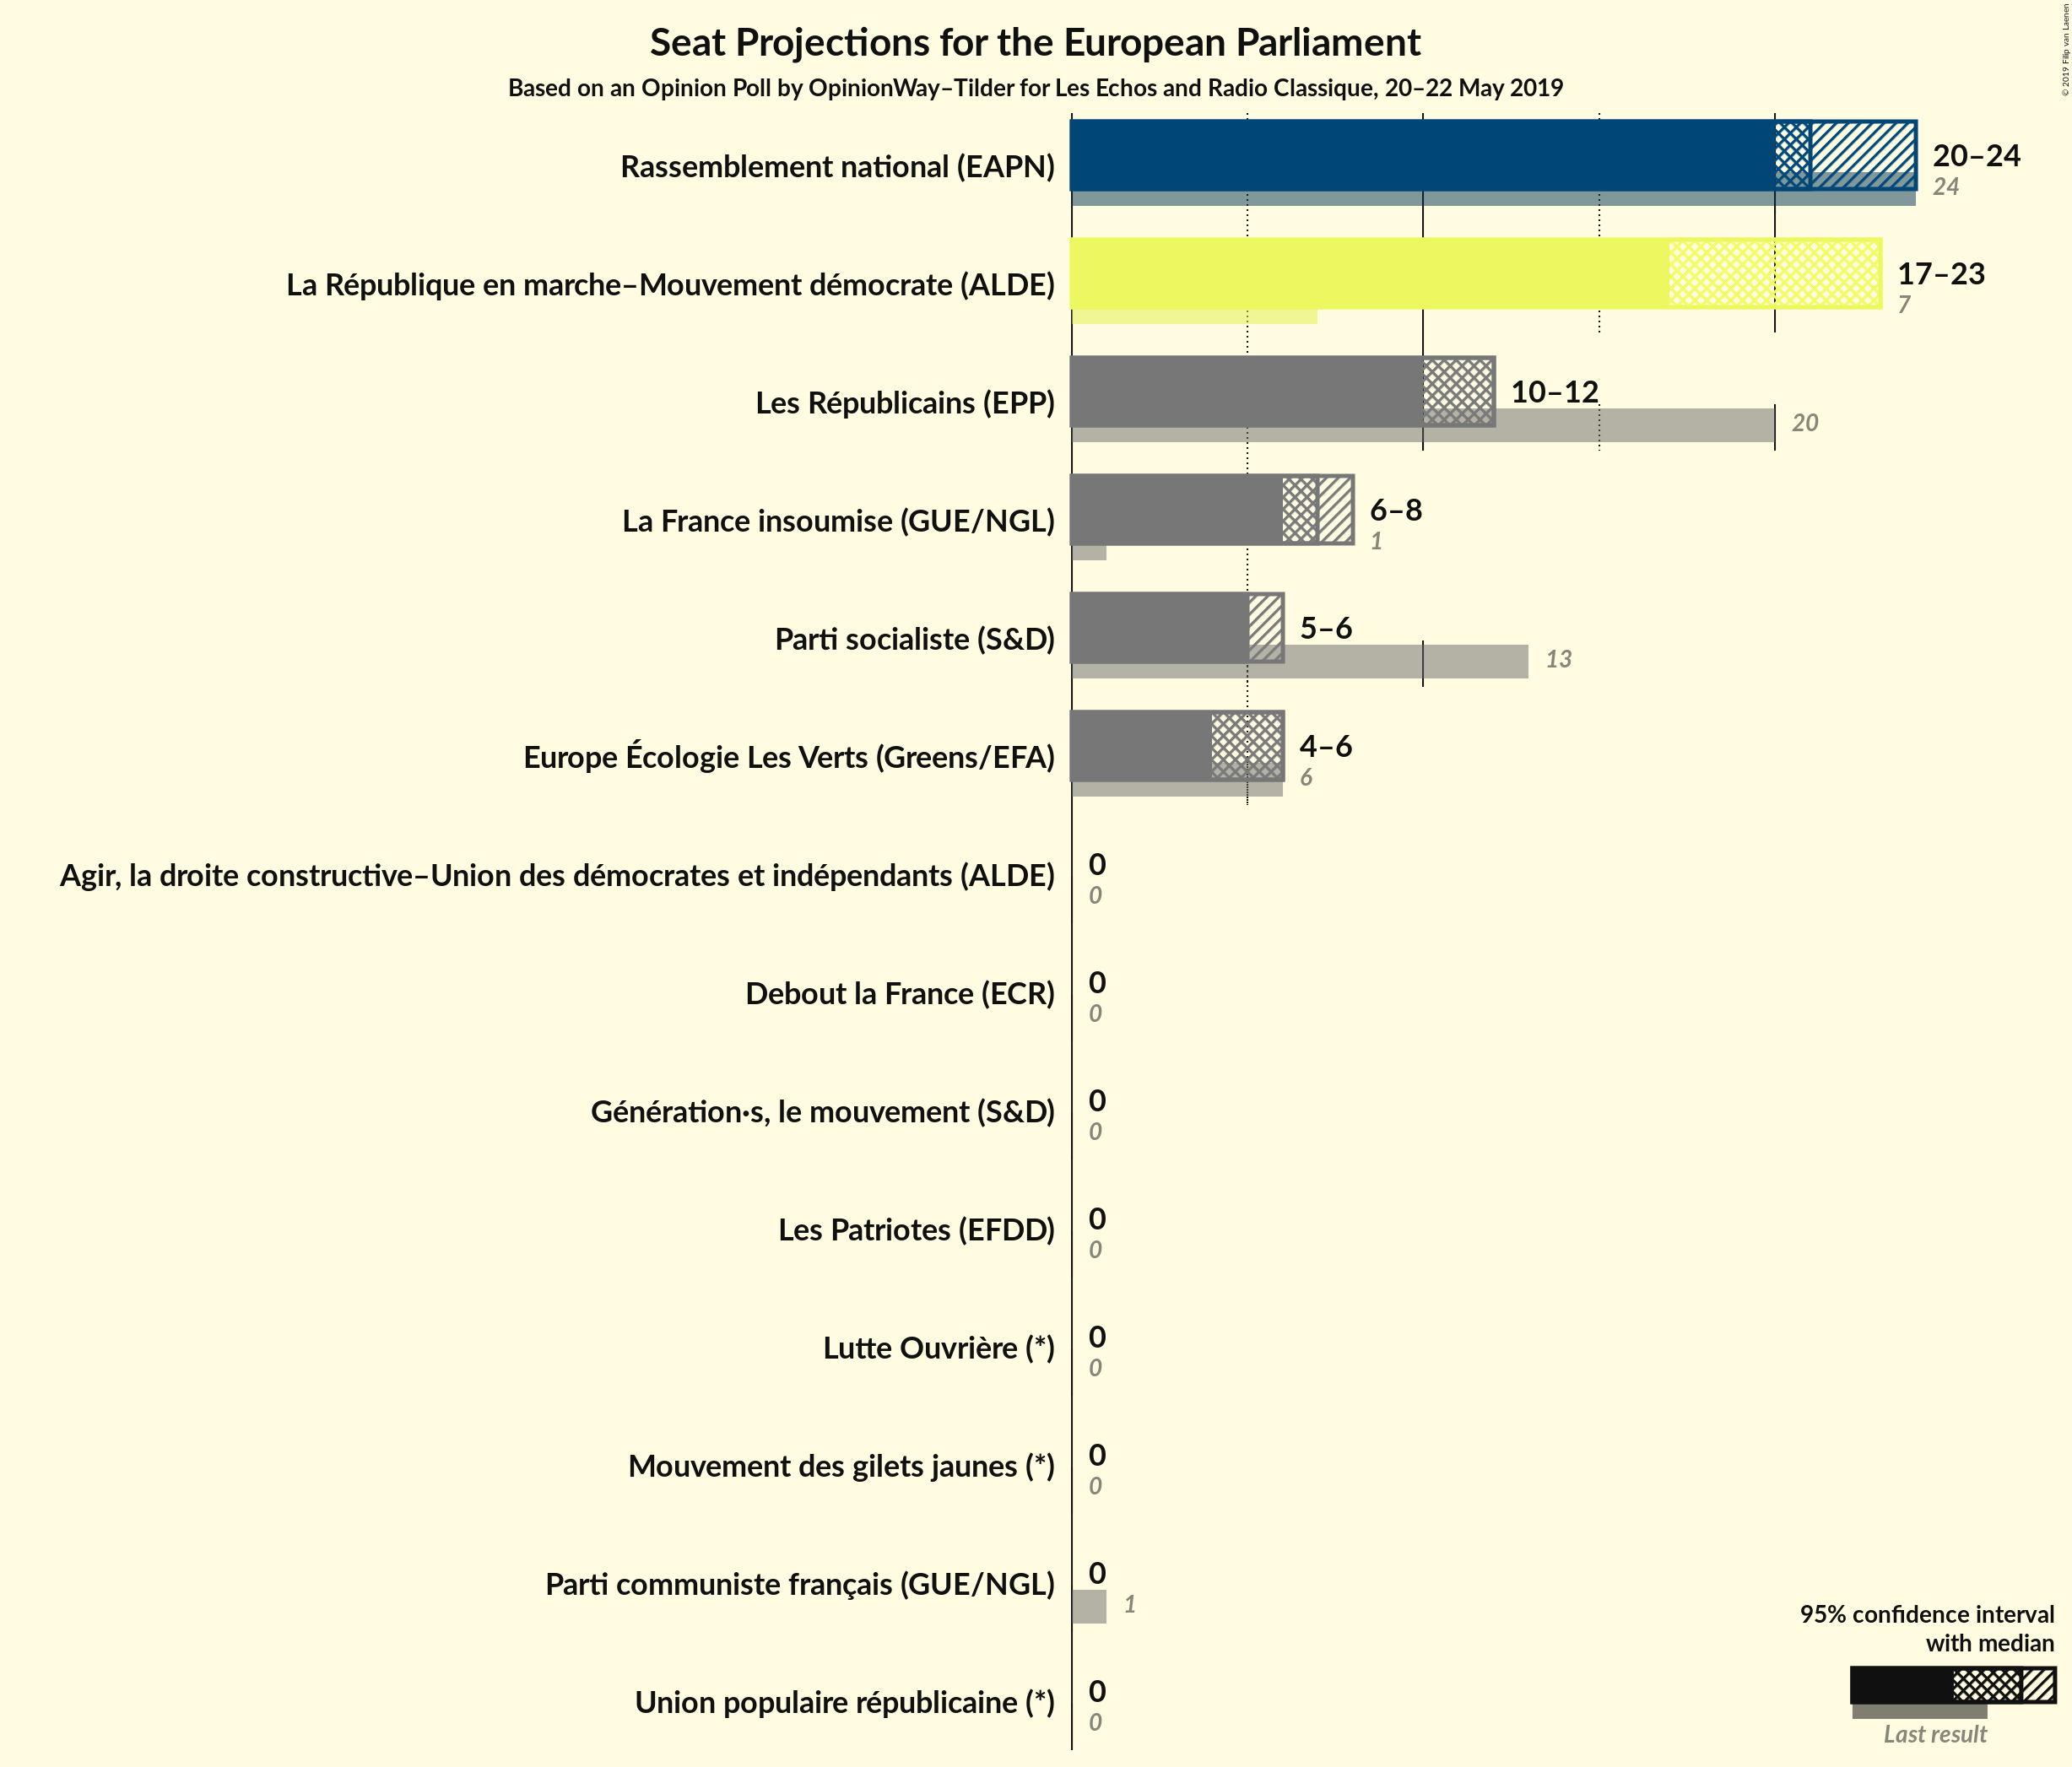 Seat Projections for the European Parliament
Based on an Opinion Poll by OpinionWay–Tilder for Les Echos and Radio Classique, 20–22 May 2019
© 2019 Filip van Laenen
Rassemblement national (EAPN)
20–24
24
La République en marche–Mouvement démocrate (ALDE)
17–23
7
Les Républicains (EPP)
10–12
20
La France insoumise (GUE/NGL)
6–8
1
Parti socialiste (S&D)
5–6
13
Europe Écologie Les Verts (Greens/EFA)
4–6
6
Agir, la droite constructive–Union des démocrates et indépendants (ALDE)
0
0
Debout la France (ECR)
0
0
Génération·s, le mouvement (S&D)
0
0
Les Patriotes (EFDD)
0
0
Lutte Ouvrière (*)
0
0
Mouvement des gilets jaunes (*)
0
0
Parti communiste français (GUE/NGL)
0
1
Union populaire républicaine (*)
0
0
95% confidence interval
with median
Last result